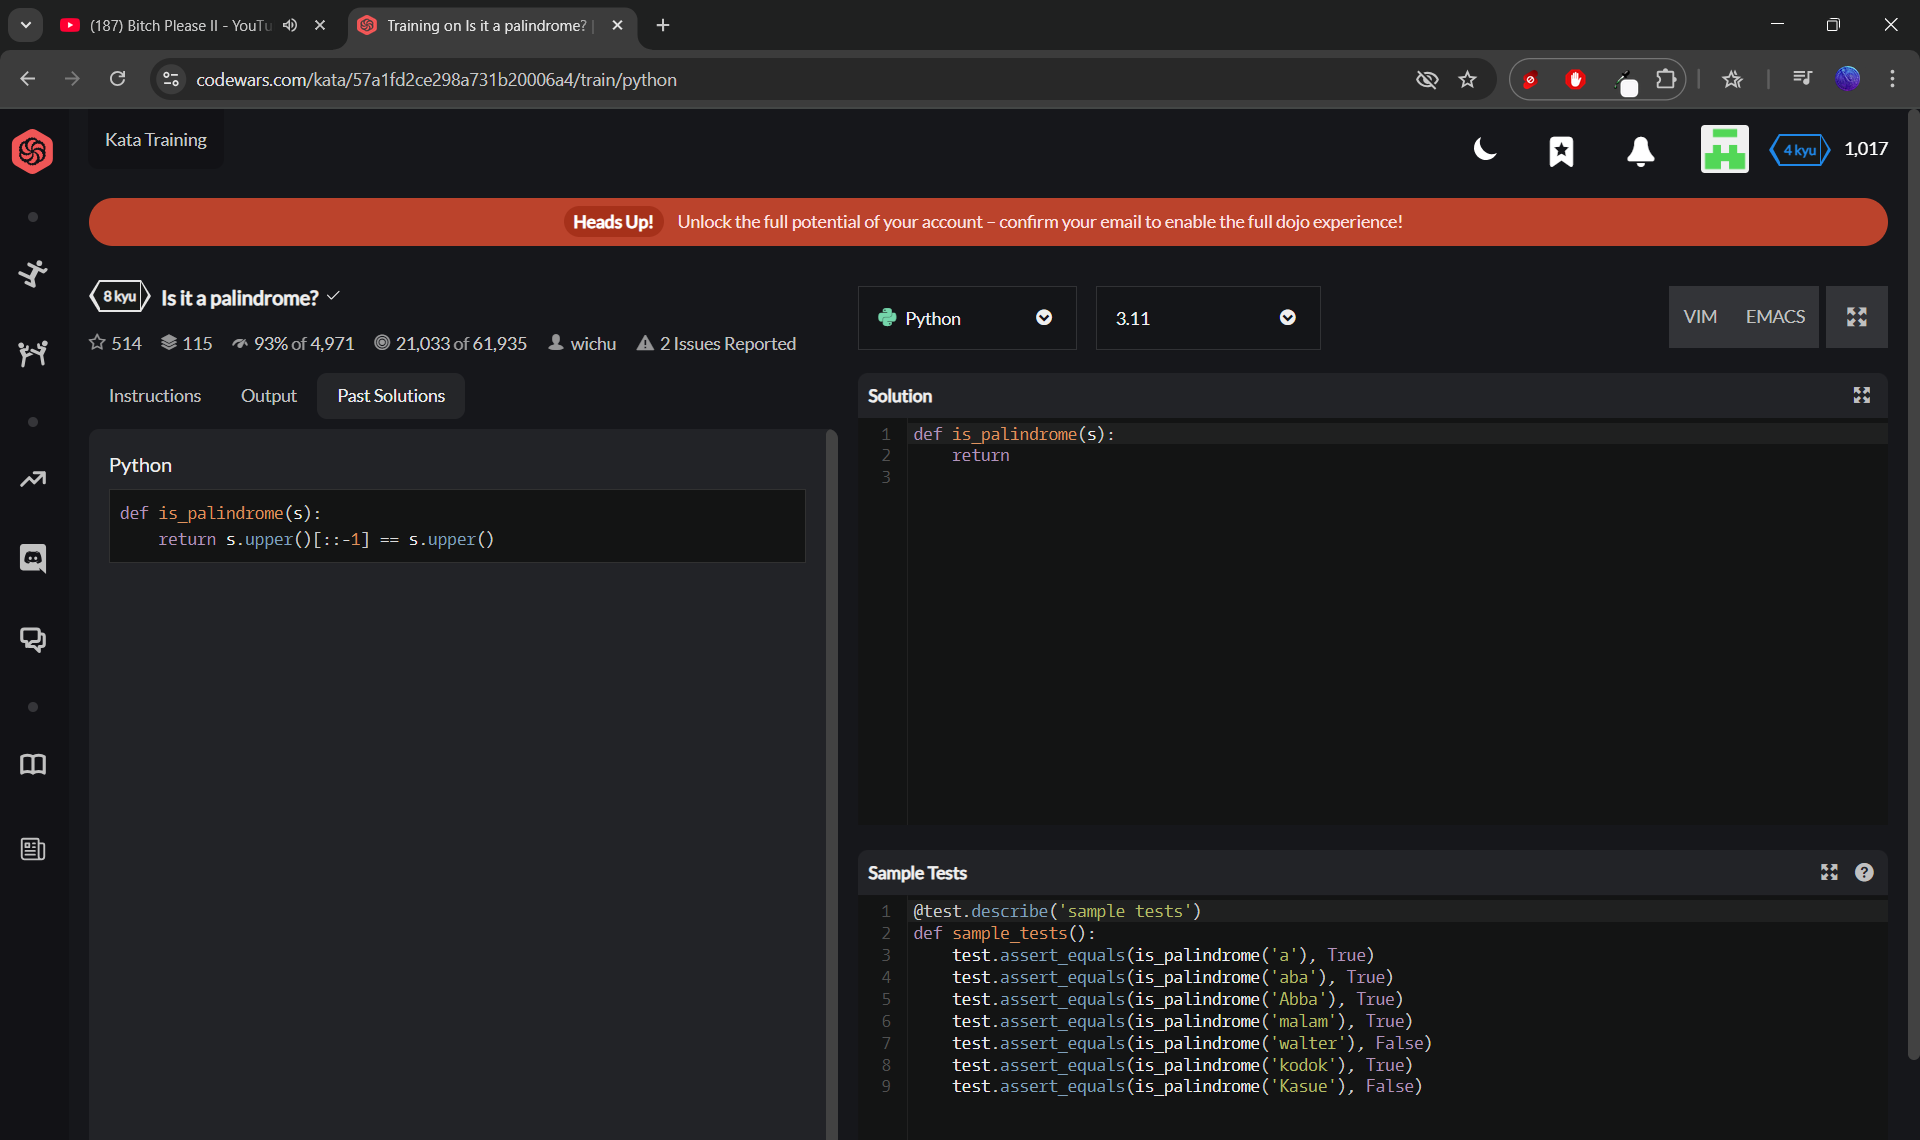 (187) Bitch Please II - YouTu
Training on Is it a palindrome? |
codewars.com/kata/57a1fd2ce298a731b20006a4/train/python
Kata Training
4 kyu
1,017
Heads Up! Unlock the full potential of your account – confirm your email to enable the full dojo experience!
8 kyu Is it a palindrome?
514 115 93% of 4,971 21,033 of 61,935 wichu 2 Issues Reported
Python
3.11
VIM EMACS
Instructions Output Past Solutions
Python
def is_palindrome(s):
    return s.upper()[::-1] == s.upper()
Solution
1 def is_palindrome(s):
2     return
3
Sample Tests
?
1 @test.describe('sample tests')
2 def sample_tests():
3     test.assert_equals(is_palindrome('a'), True)
4     test.assert_equals(is_palindrome('aba'), True)
5     test.assert_equals(is_palindrome('Abba'), True)
6     test.assert_equals(is_palindrome('malam'), True)
7     test.assert_equals(is_palindrome('walter'), False)
8     test.assert_equals(is_palindrome('kodok'), True)
9     test.assert_equals(is_palindrome('Kasue'), False)